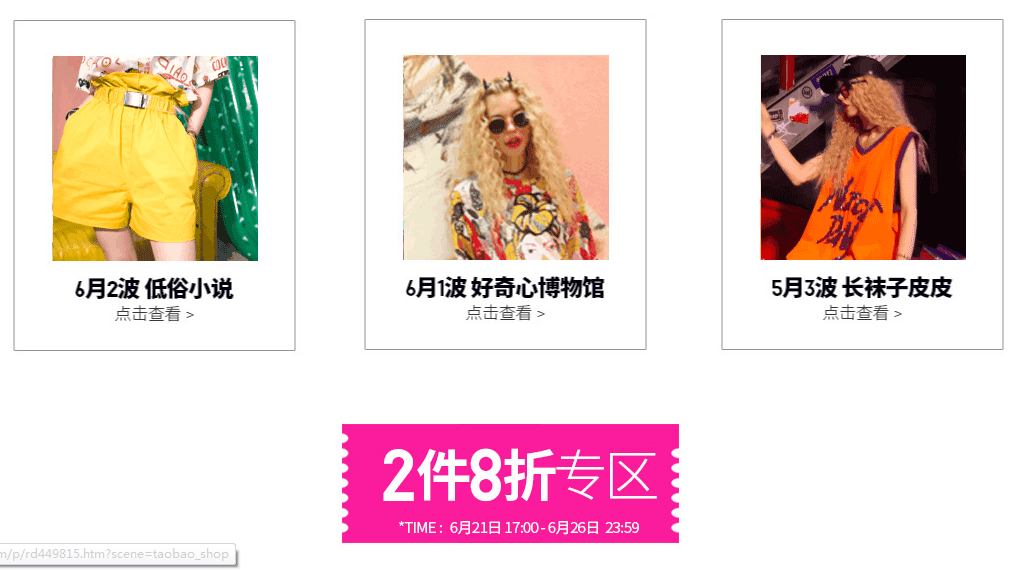 6月2波 低俗小说
点击查看 >
6月1波 好奇心博物馆
点击查看 >
5月3波 长袜子皮皮
点击查看 >
2件8折专区
*TIME : 6月21日 17:00 - 6月26日 23:59
m/p/rd449815.htm?scene=taobao_shop